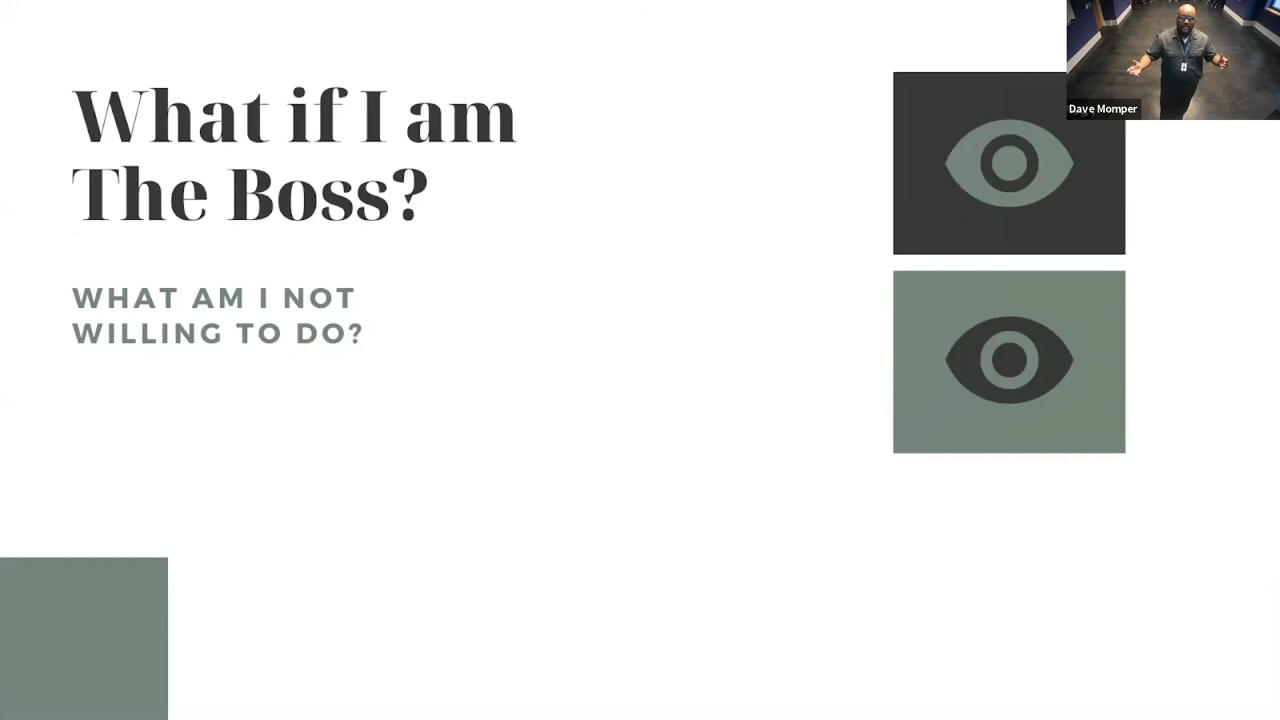 What if I am
The Boss?
WHAT AM I NOT
WILLING TO DO?
Dave Momper